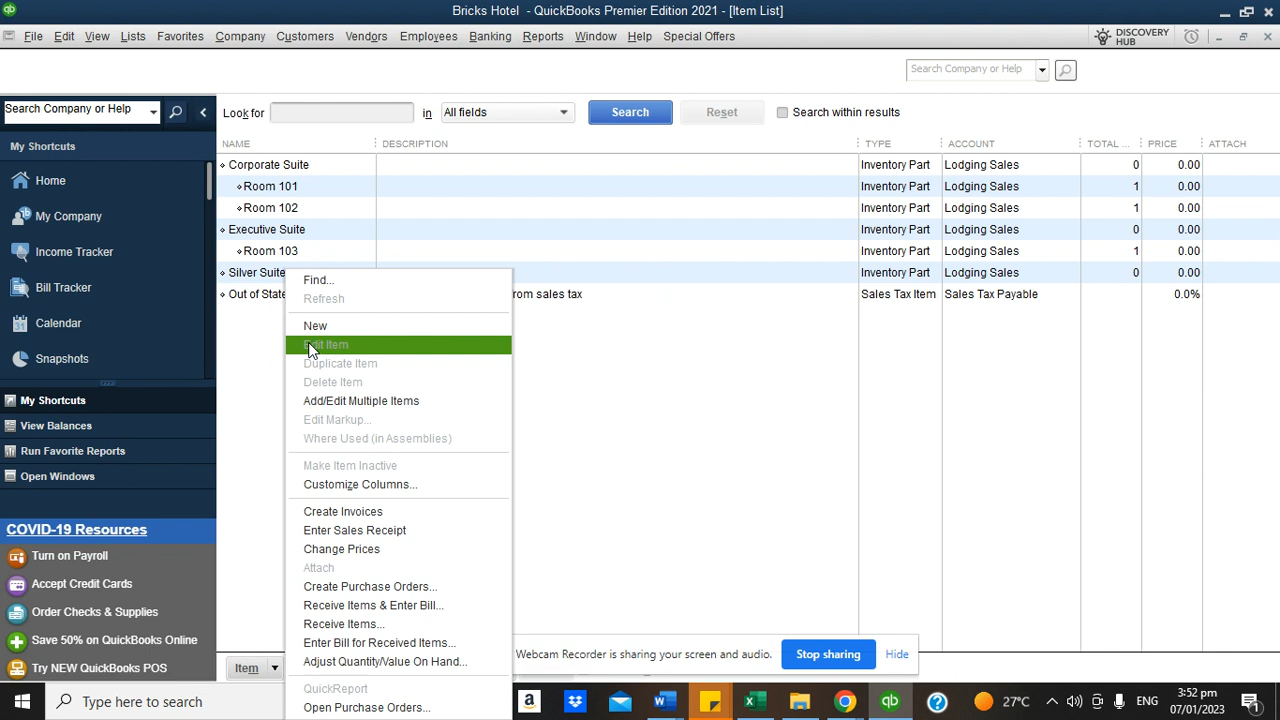 Bricks Hotel - QuickBooks Premier Edition 2021 - [Item List]
File Edit View Lists Favorites Company Customers Employees Banking Reports Window Help Special Offers
Vendors
DISCOVERY HUB
Search Company or Help
Search Company or Help
Look for in All fields Search Reset Search within results
My Shortcuts
NAME DESCRIPTION TYPE ACCOUNT TOTAL ... PRICE ATTACH
Corporate Suite Inventory Part Lodging Sales 0 0.00
Room 101 Inventory Part Lodging Sales 1 0.00
Room 102 Inventory Part Lodging Sales 1 0.00
Executive Suite Inventory Part Lodging Sales 0 0.00
Room 103 Inventory Part Lodging Sales 1 0.00
Silver Suite Inventory Part Lodging Sales 0 0.00
Out of State from sales tax Sales Tax Item Sales Tax Payable 0.0%
Home
My Company
Income Tracker
Bill Tracker
Calendar
Snapshots
My Shortcuts
View Balances
Run Favorite Reports
Open Windows
COVID-19 Resources
Turn on Payroll
Accept Credit Cards
Order Checks & Supplies
Save 50% on QuickBooks Online
Try NEW QuickBooks POS
Find...
Refresh
New
Edit Item
Duplicate Item
Delete Item
Add/Edit Multiple Items
Edit Markup...
Where Used (in Assemblies)
Make Item Inactive
Customize Columns...
Create Invoices
Enter Sales Receipt
Change Prices
Attach
Create Purchase Orders...
Receive Items & Enter Bill...
Receive Items...
Enter Bill for Received Items...
Adjust Quantity/Value On Hand...
QuickReport
Open Purchase Orders...
Item
Webcam Recorder is sharing your screen and audio. Stop sharing Hide
Type here to search
27°C ENG 3:52 pm
07/01/2023